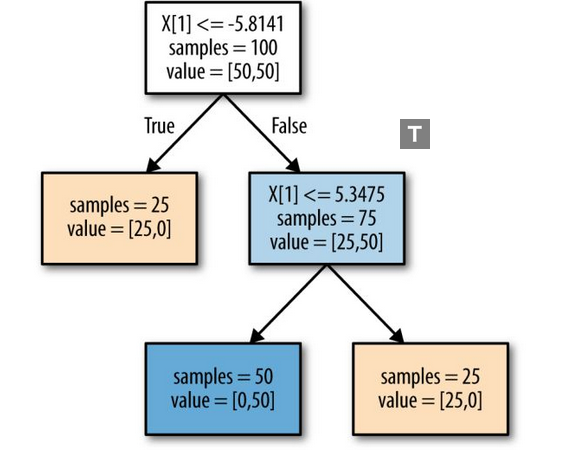 X[1] <= -5.8141
samples = 100
value = [50,50]
True
False
T
samples = 25
value = [25,0]
X[1] <= 5.3475
samples = 75
value = [25,50]
samples = 50
value = [0,50]
samples = 25
value = [25,0]